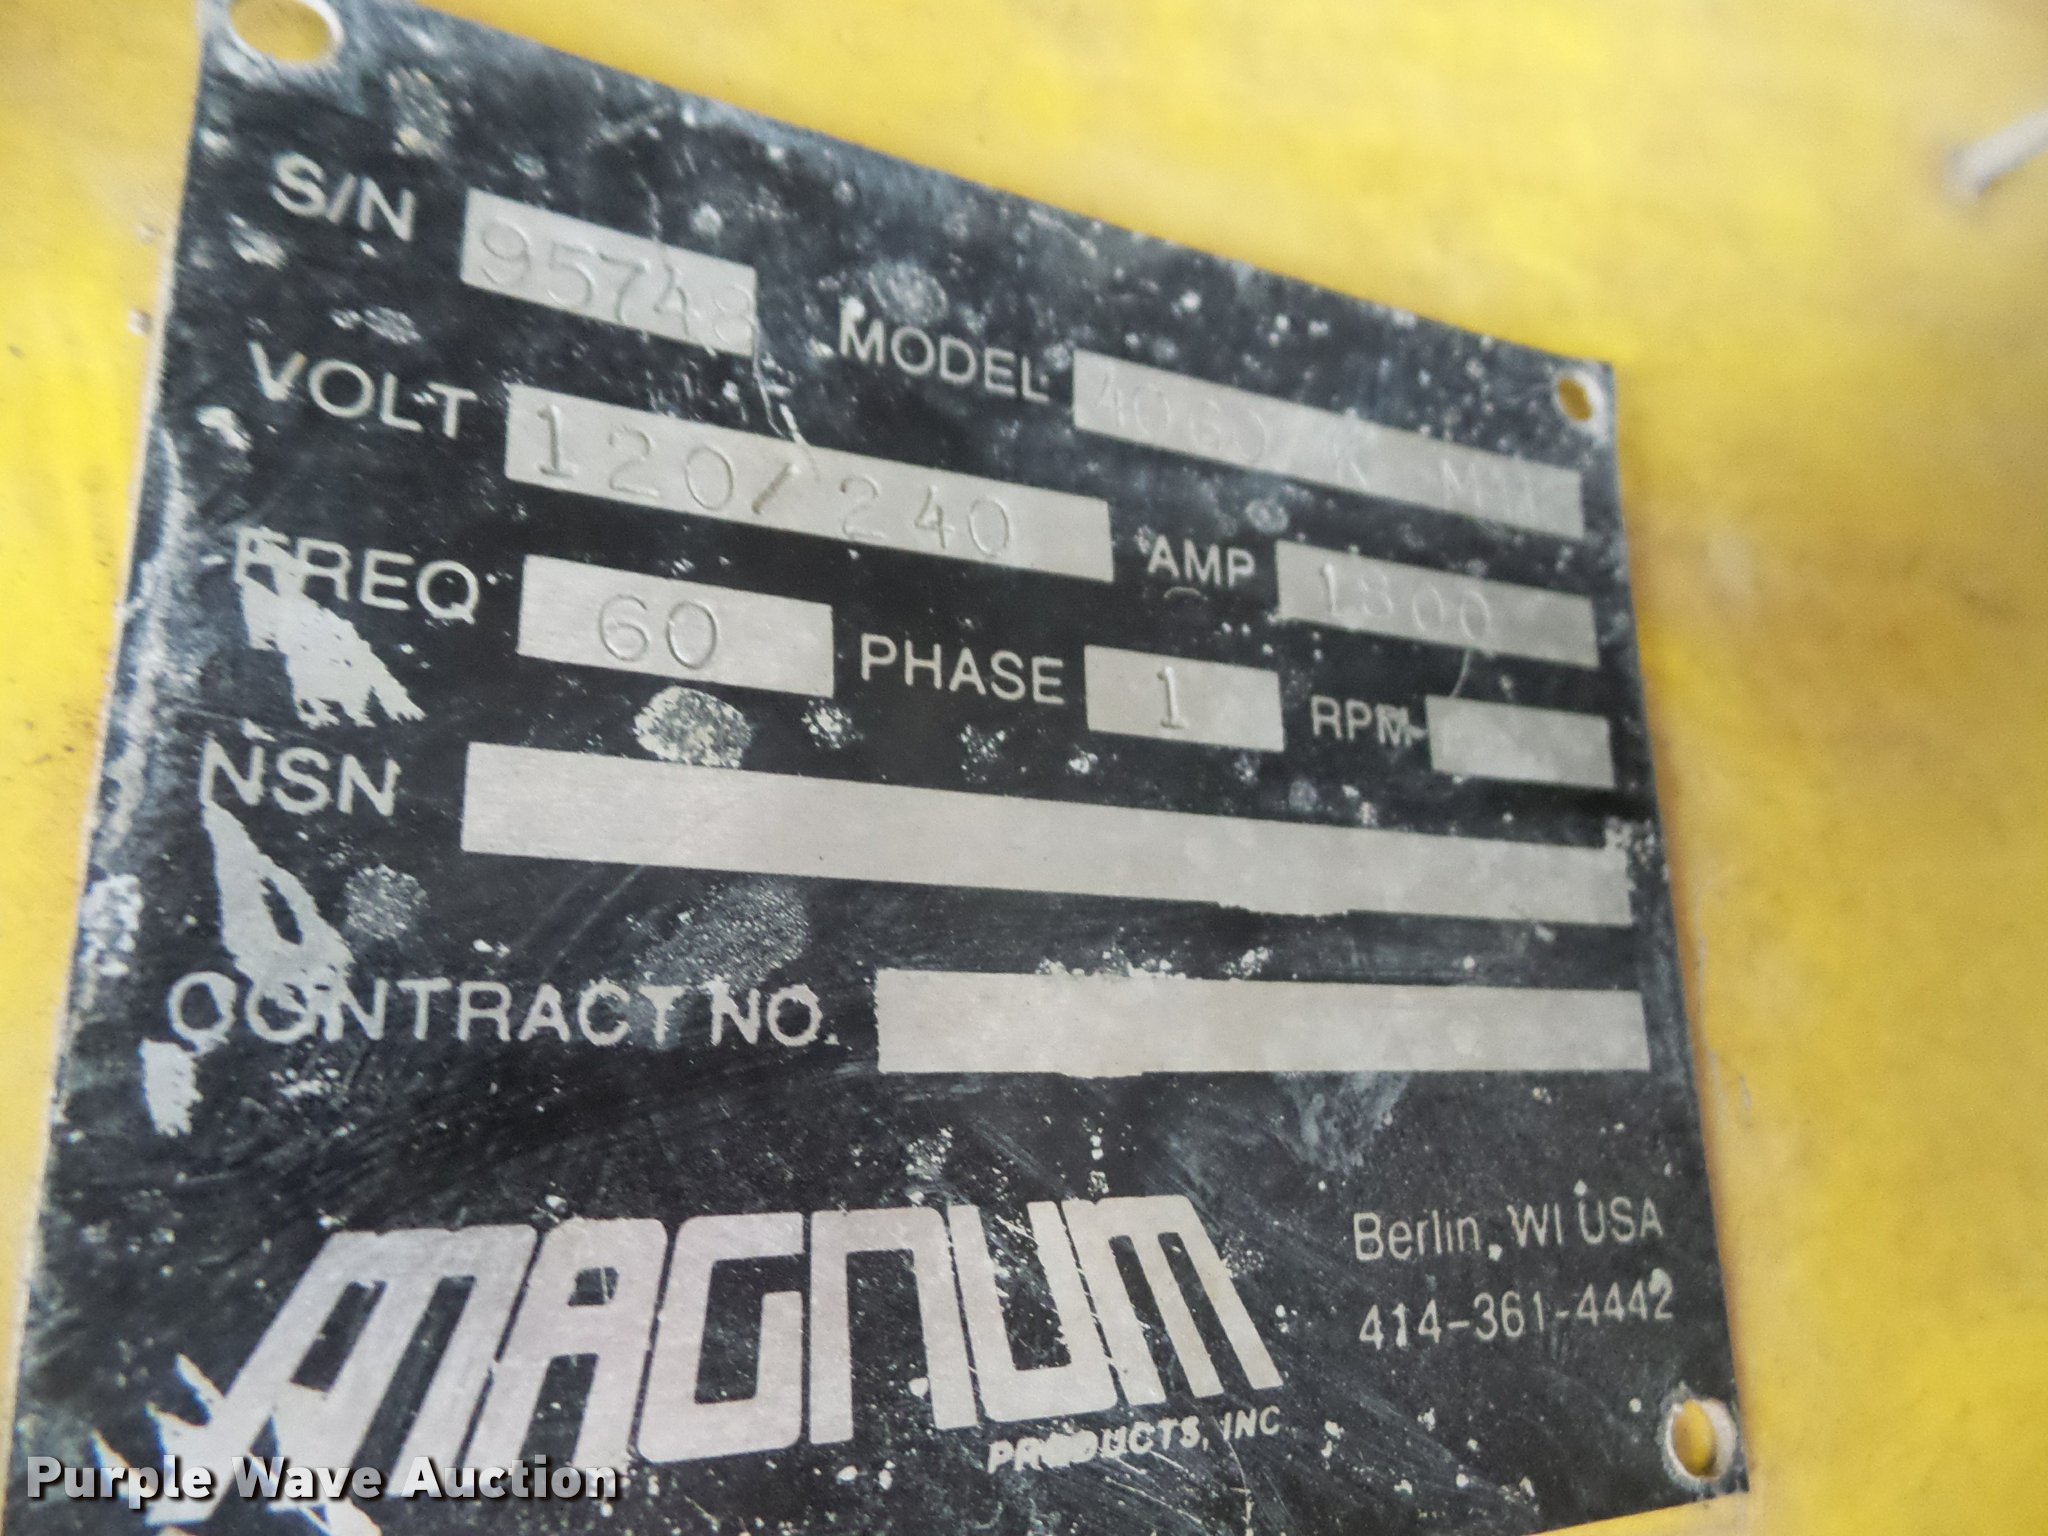 S/N 95748 MODEL
VOLT 120/240 AMP 1800
FREQ 60 PHASE 1 RPM
NSN
CONTRACT NO.
MAGNUM
PRODUCTS, INC
Berlin, WI USA
414-361-4442
Purple Wave Auction